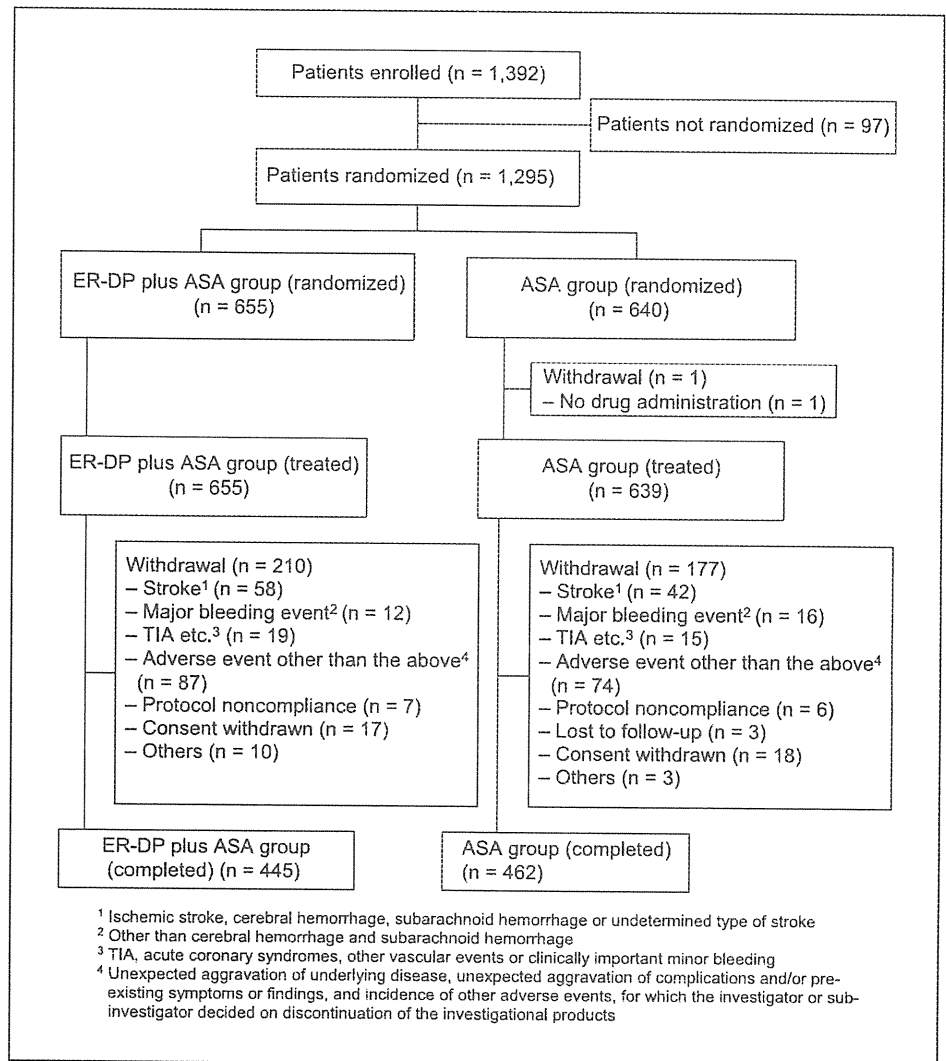 Patients enrolled (n = 1,392)
Patients not randomized (n = 97)
Patients randomized (n = 1,295)
ER-DP plus ASA group (randomized)
(n = 655)
ASA group (randomized)
(n = 640)
Withdrawal (n = 1)
– No drug administration (n = 1)
ER-DP plus ASA group (treated)
(n = 655)
ASA group (treated)
(n = 639)
Withdrawal (n = 210)
– Stroke¹ (n = 58)
– Major bleeding event² (n = 12)
– TIA etc.³ (n = 19)
– Adverse event other than the above⁴
(n = 87)
– Protocol noncompliance (n = 7)
– Consent withdrawn (n = 17)
– Others (n = 10)
Withdrawal (n = 177)
– Stroke¹ (n = 42)
– Major bleeding event² (n = 16)
– TIA etc.³ (n = 15)
– Adverse event other than the above⁴
(n = 74)
– Protocol noncompliance (n = 6)
– Lost to follow-up (n = 3)
– Consent withdrawn (n = 18)
– Others (n = 3)
ER-DP plus ASA group
(completed) (n = 445)
ASA group (completed)
(n = 462)
¹ Ischemic stroke, cerebral hemorrhage, subarachnoid hemorrhage or undetermined type of stroke
² Other than cerebral hemorrhage and subarachnoid hemorrhage
³ TIA, acute coronary syndromes, other vascular events or clinically important minor bleeding
⁴ Unexpected aggravation of underlying disease, unexpected aggravation of complications and/or pre-
existing symptoms or findings, and incidence of other adverse events, for which the investigator or sub-
investigator decided on discontinuation of the investigational products